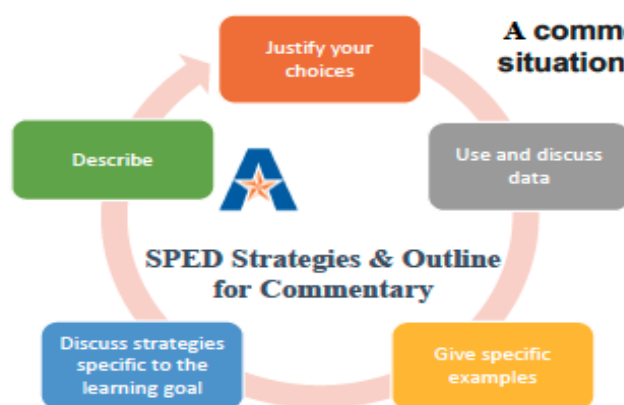 Justify your
choices
A
situation
Describe
Use and discuss
data
SPED Strategies & Outline
for Commentary
Discuss strategies
specific to the
learning goal
Give specific
examples